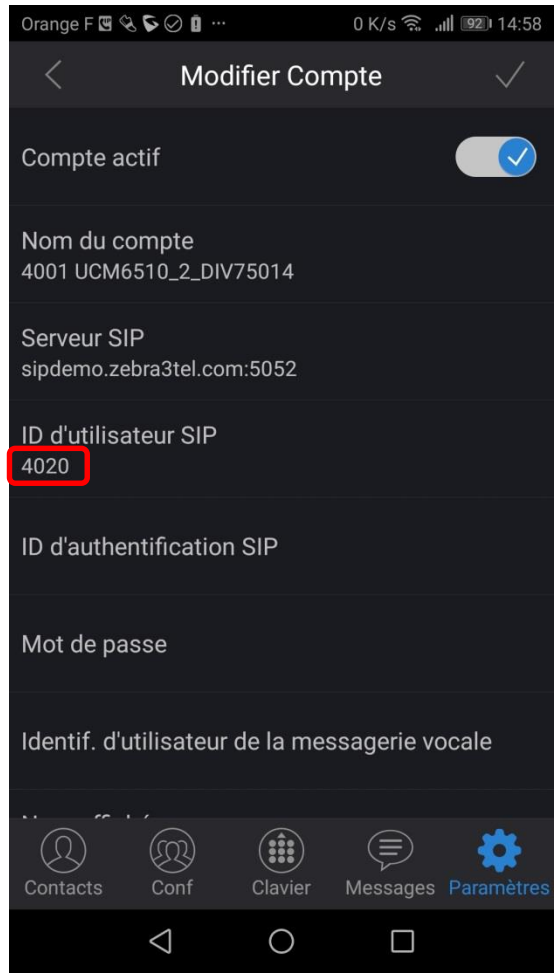 Orange F ... 0 K/s 92 14:58
Modifier Compte
Compte actif
Nom du compte
4001 UCM6510_2_DIV75014
Serveur SIP
sipdemo.zebra3tel.com:5052
ID d'utilisateur SIP
4020
ID d'authentification SIP
Mot de passe
Identif. d'utilisateur de la messagerie vocale
Contacts Conf Clavier Messages Paramètres